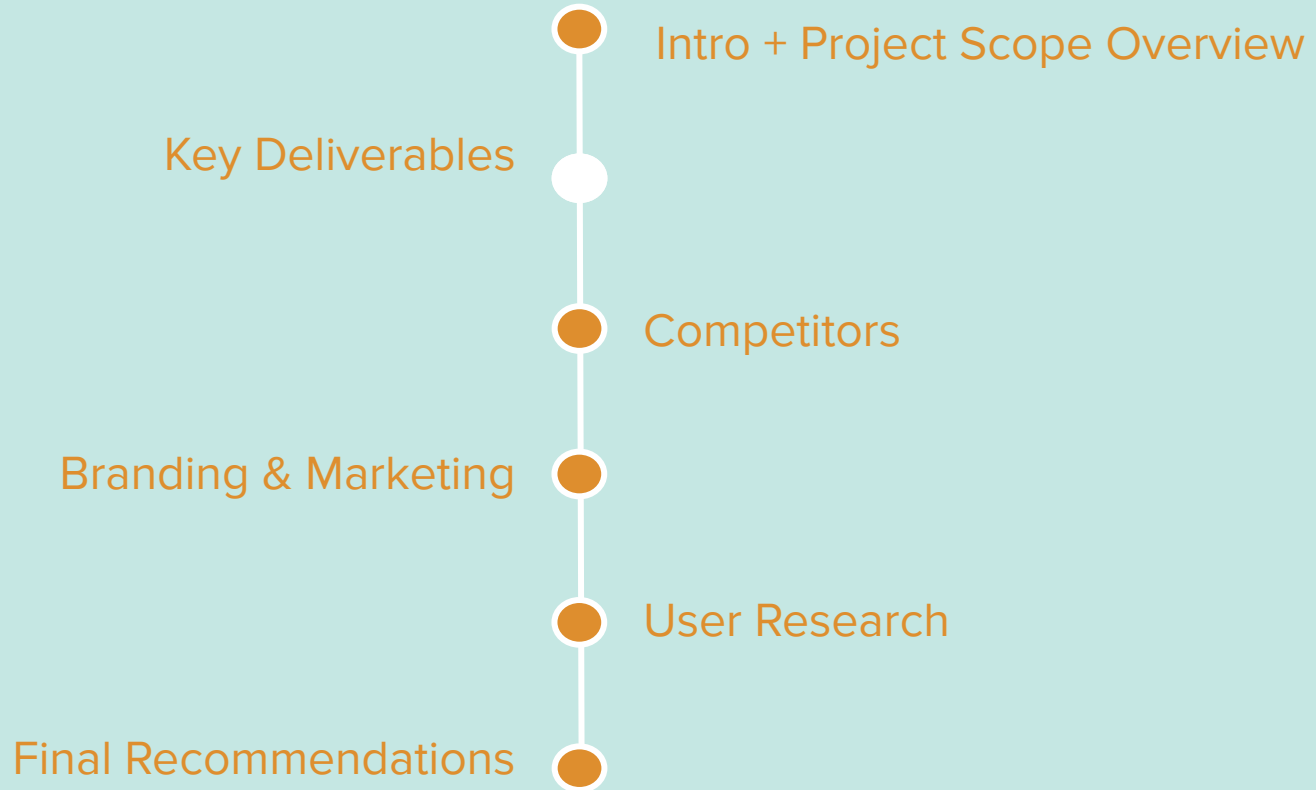 Intro + Project Scope Overview
Key Deliverables
Competitors
Branding & Marketing
User Research
Final Recommendations